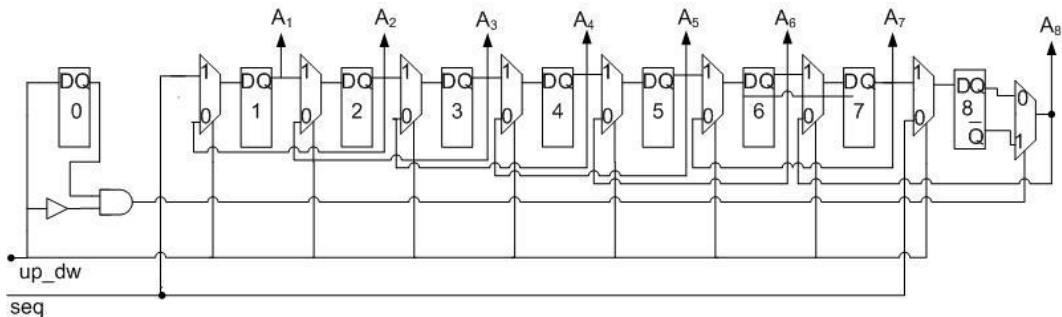 A₁ A₂ A₃ A₄ A₅ A₆ A₇ A₈
1 1 1 1 1 1 1 1
DQ DQ DQ DQ DQ DQ DQ DQ DQ
0 1 2 3 4 5 6 7 8
0 0 0 0 0 0 0 0 0
Q̅ 1
up_dw
seq